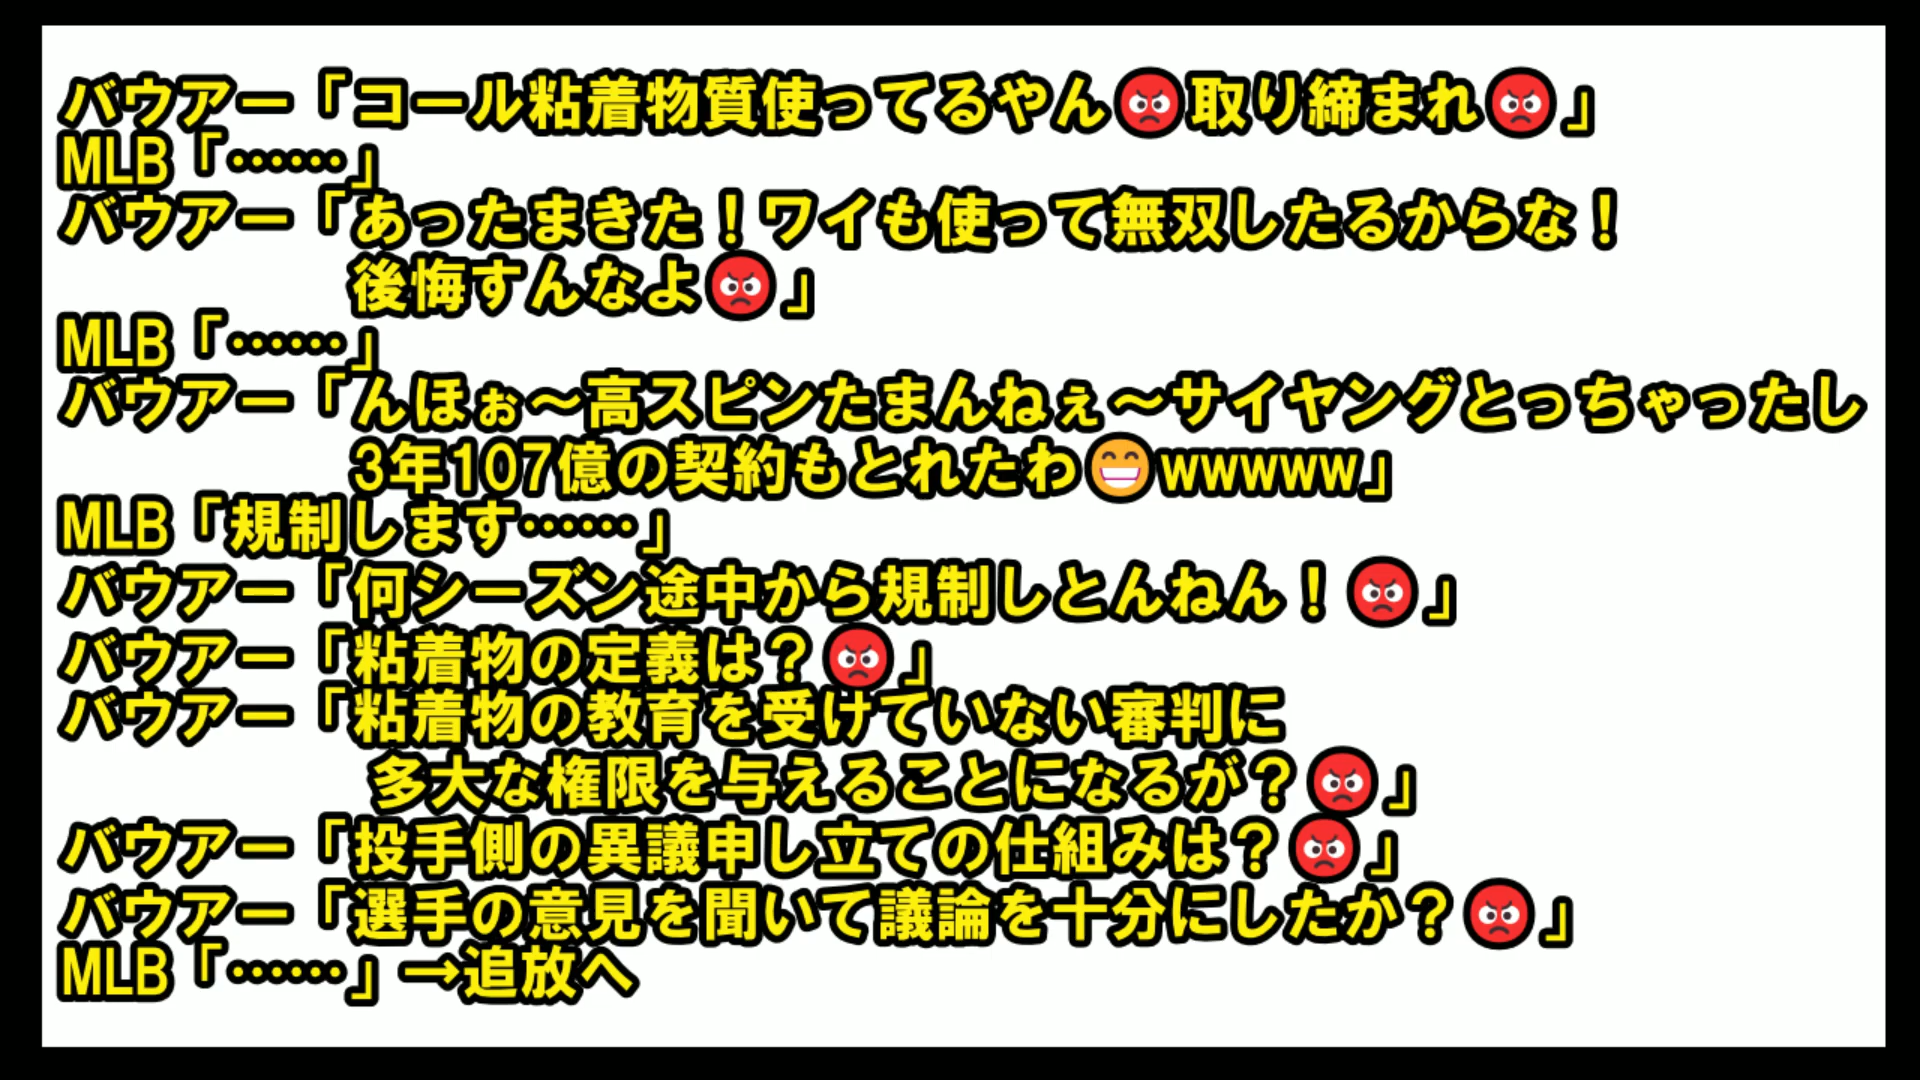 バウアー「コール粘着物質使ってるやん😡取り締まれ😡」
MLB「……」
バウアー「あったまきた！ワイも使って無双したるからな！
後悔すんなよ😡」
MLB「……」
バウアー「んほぉ～高スピンたまんねぇ～サイヤングとっちゃったし
3年107億の契約もとれたわ😁wwwww」
MLB「規制します……」
バウアー「何シーズン途中から規制しとんねん！😡」
バウアー「粘着物の定義は？😡」
バウアー「粘着物の教育を受けていない審判に
多大な権限を与えることになるが？😡」
バウアー「投手側の異議申し立ての仕組みは？😡」
バウアー「選手の意見を聞いて議論を十分にしたか？😡」
MLB「……」→追放へ